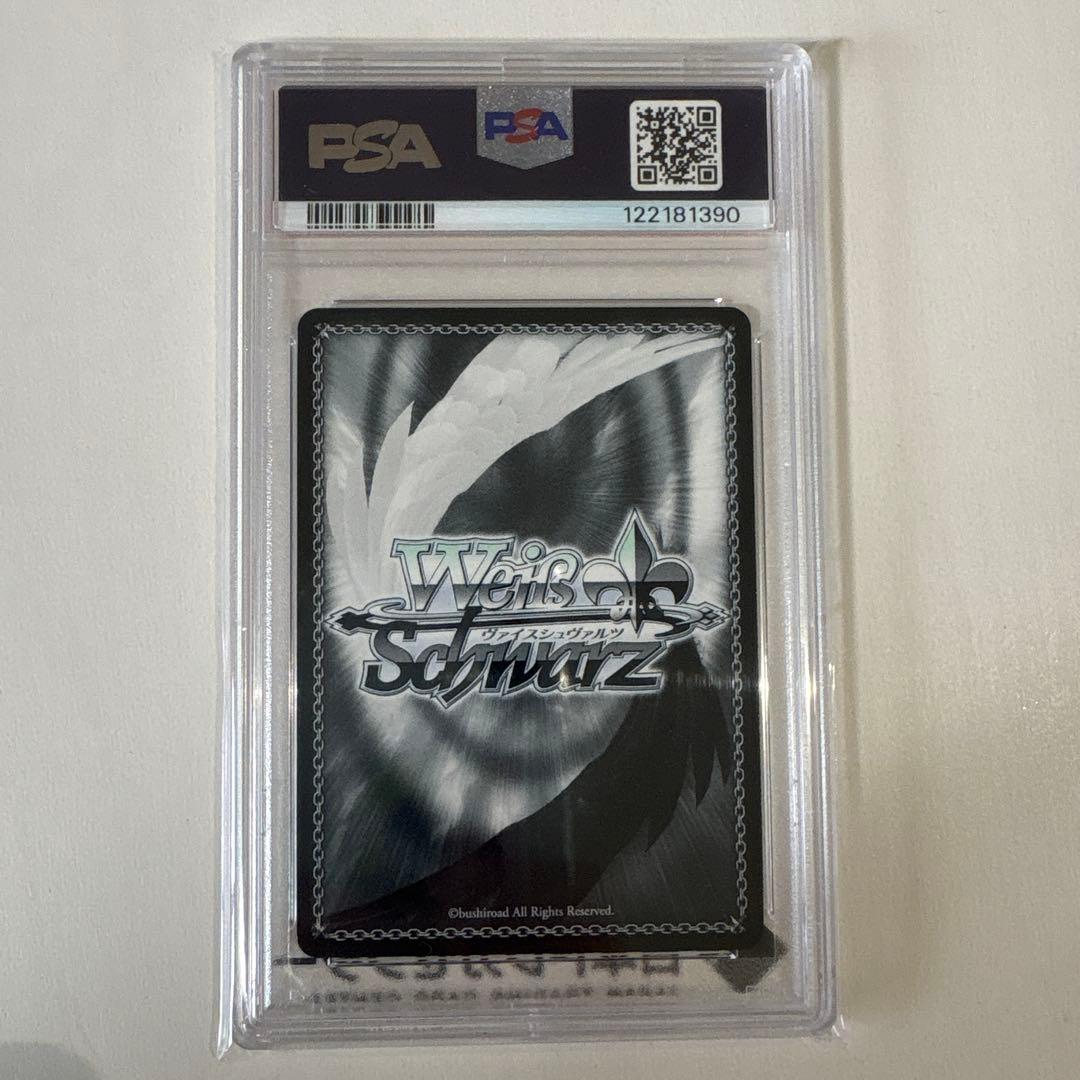 PSA
PSA
122181390
Weiß
ヴァイスシュヴァルツ
Schwarz
©bushiroad All Rights Reserved.